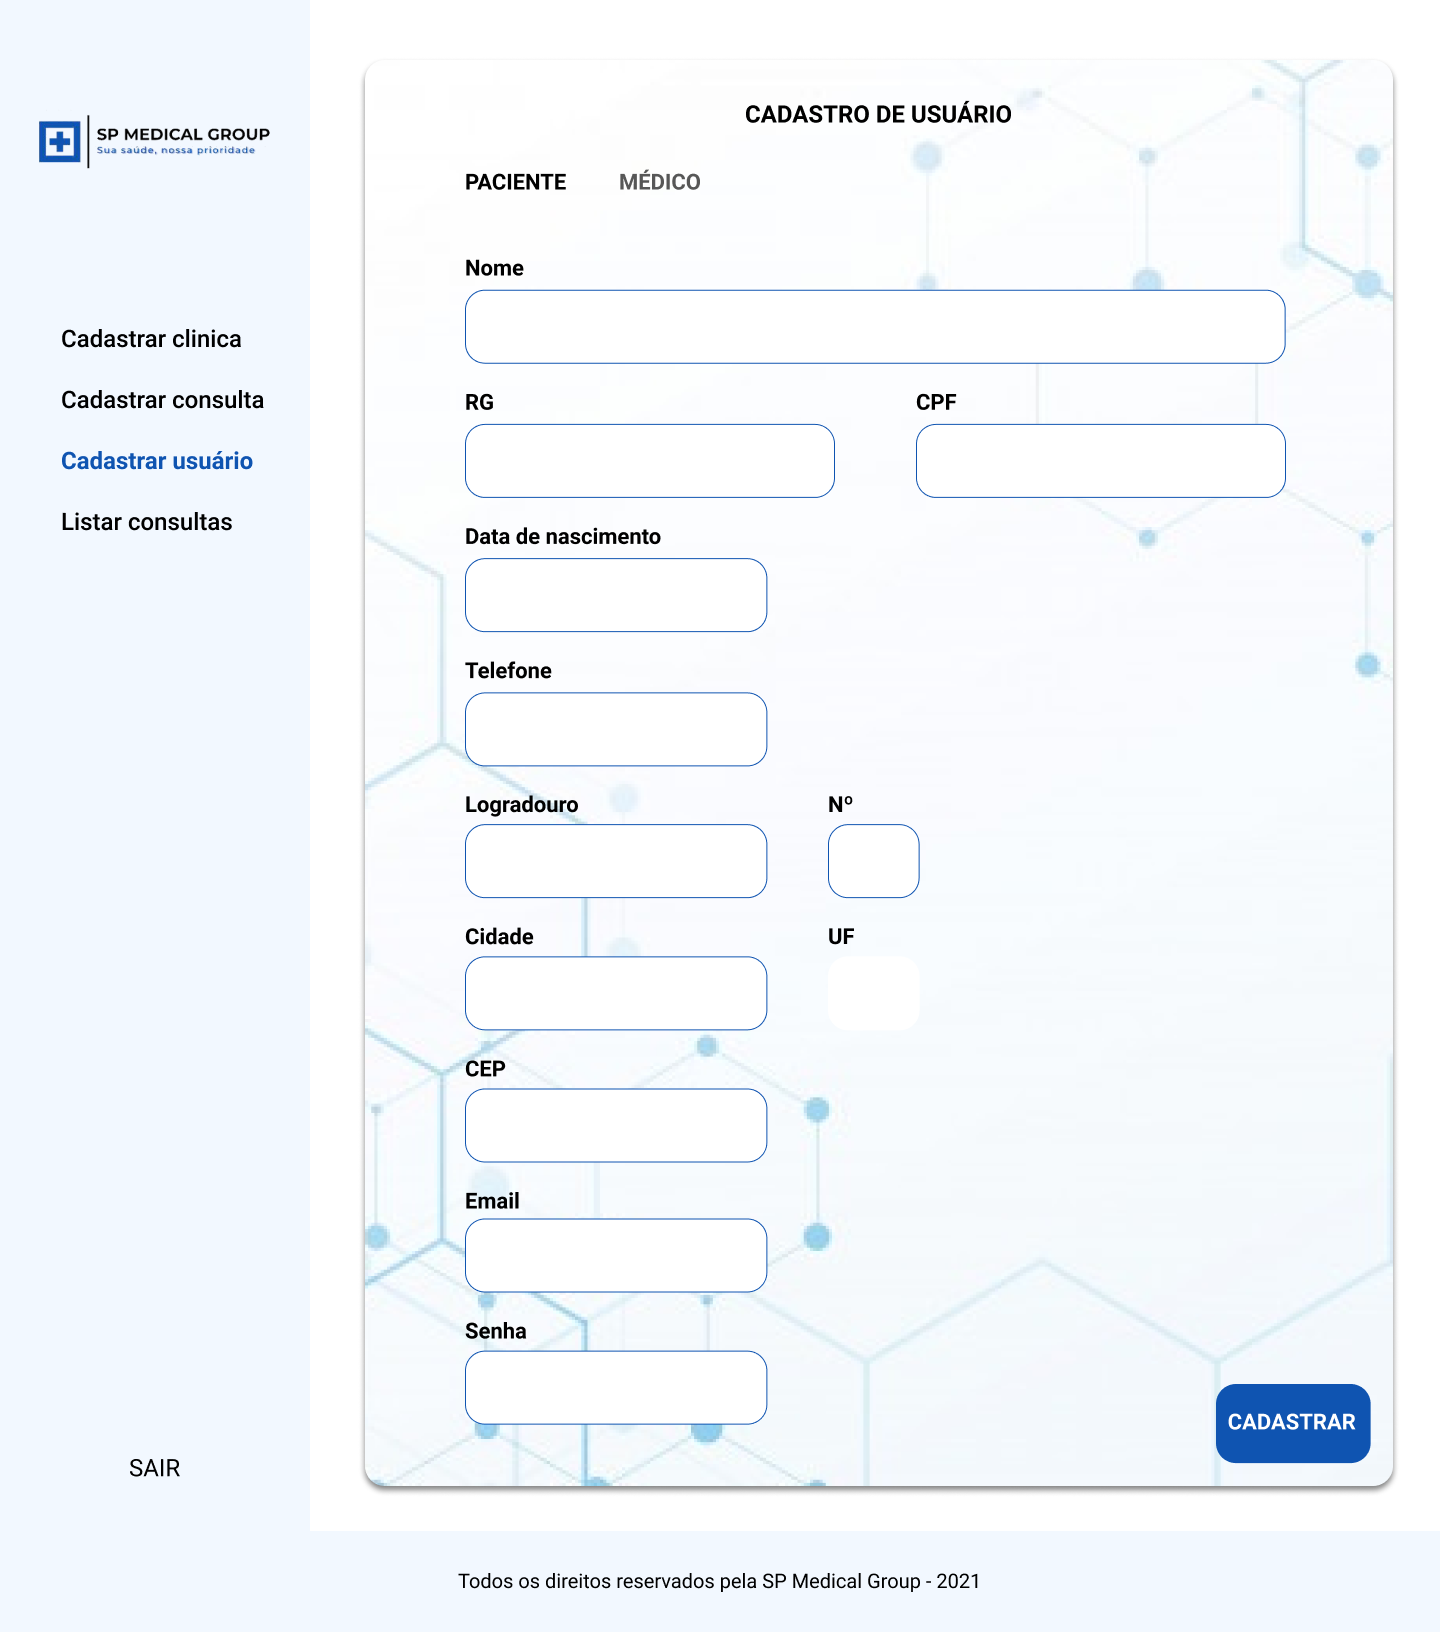 SP MEDICAL GROUP
Sua saúde, nossa prioridade
Cadastrar clinica
Cadastrar consulta
Cadastrar usuário
Listar consultas
SAIR
CADASTRO DE USUÁRIO
PACIENTE MÉDICO
Nome
RG CPF
Data de nascimento
Telefone
Logradouro Nº
Cidade UF
CEP
Email
Senha
CADASTRAR
Todos os direitos reservados pela SP Medical Group - 2021